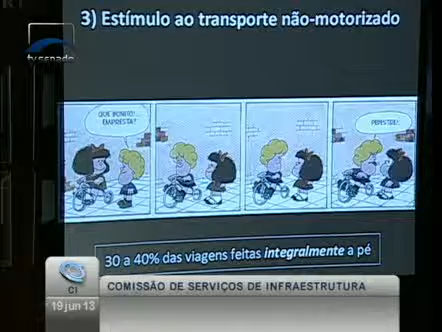 3) Estímulo ao transporte não-motorizado
tv senado
QUE BONITO!...
EMPRESTA?
PEDESTRE!
30 a 40% das viagens feitas integralmente a pé
CI
COMISSÃO DE SERVIÇOS DE INFRAESTRUTURA
19 jun 13